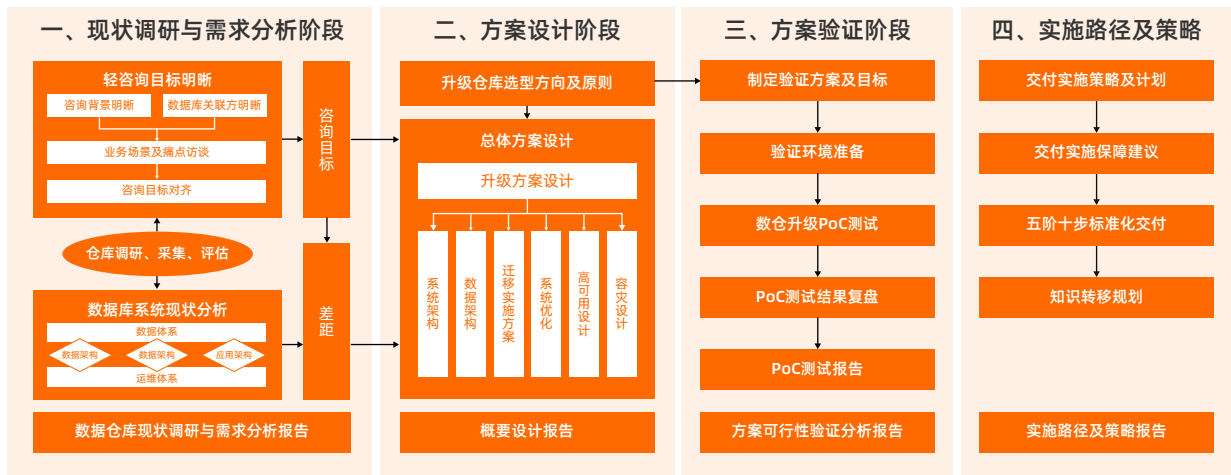 一、现状调研与需求分析阶段
轻咨询目标明晰
咨询背景明晰
数据库关联方明晰
业务场景及痛点访谈
咨询目标对齐
仓库调研、采集、评估
数据库系统现状分析
数据体系
数据架构
数据架构
应用架构
运维体系
咨询目标
差距
数据仓库现状调研与需求分析报告
二、方案设计阶段
升级仓库选型方向及原则
总体方案设计
升级方案设计
系统架构
数据架构
迁移实施方案
系统优化
高可用设计
容灾设计
概要设计报告
三、方案验证阶段
制定验证方案及目标
验证环境准备
数仓升级PoC测试
PoC测试结果复盘
PoC测试报告
方案可行性验证分析报告
四、实施路径及策略
交付实施策略及计划
交付实施保障建议
五阶十步标准化交付
知识转移规划
实施路径及策略报告